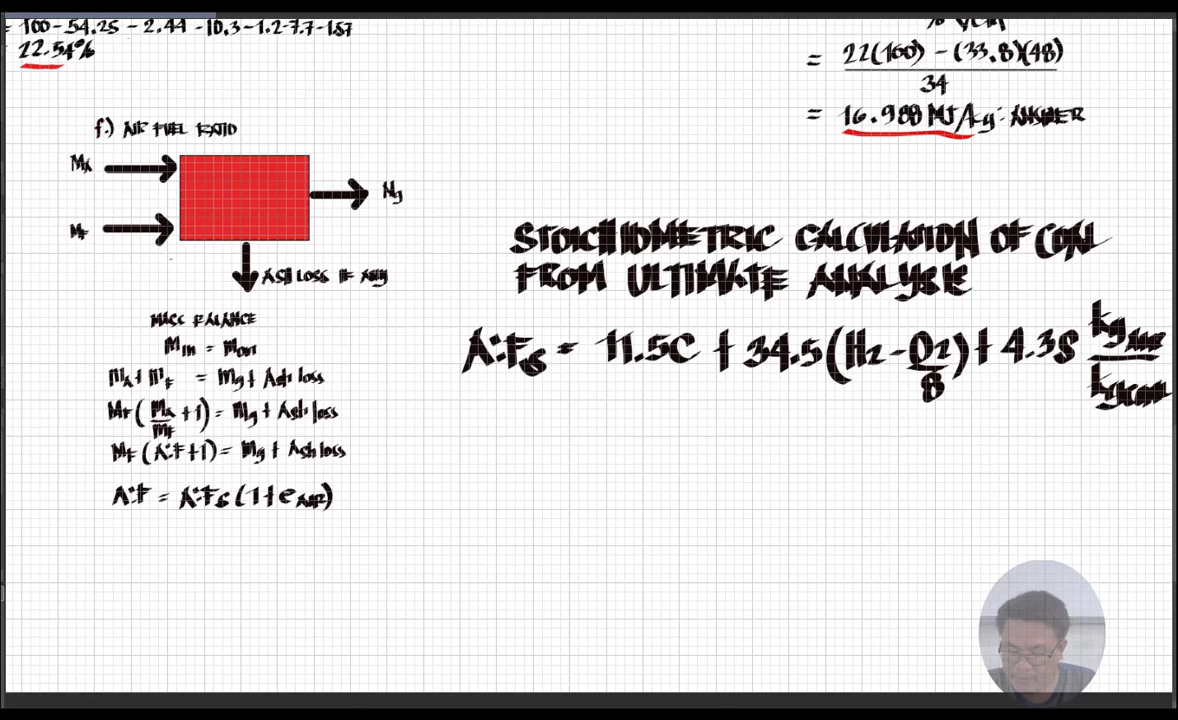 = 100-54.25 - 2.44 -10.3-1.2-7.7-1.57
22.54%
f.) AIR FUEL RATIO
MA
MF
Mg
ASH LOSS IF ANY
MASS BALANCE
Min = mout
mA + mF = mg + Ash loss
MF ( mA/mF + 1 ) = mg + Ash loss
MF ( A:F + 1 ) = mg + Ash loss
A:F = A:FS (1 + e AIR)
% VCM
= 22(100) - (33.8)(48)
34
= 16.988 MJ/kg : ANSWER
STOICHIOMETRIC CALCULATION OF COAL
FROM ULTIMATE ANALYSIS
A:FS = 11.5C + 34.5 (H2 - O2/8) + 4.3S kg AIR / kg COAL